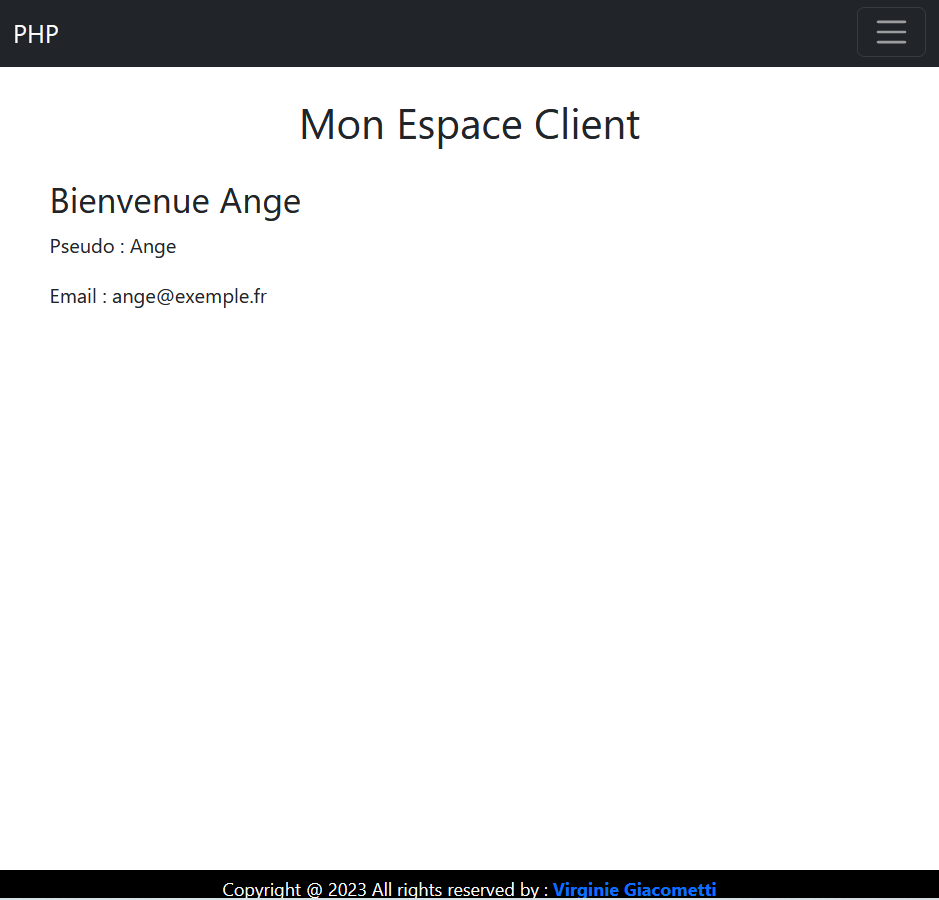 PHP
Mon Espace Client
Bienvenue Ange
Pseudo : Ange
Email : ange@exemple.fr
Copyright @ 2023 All rights reserved by : Virginie Giacometti